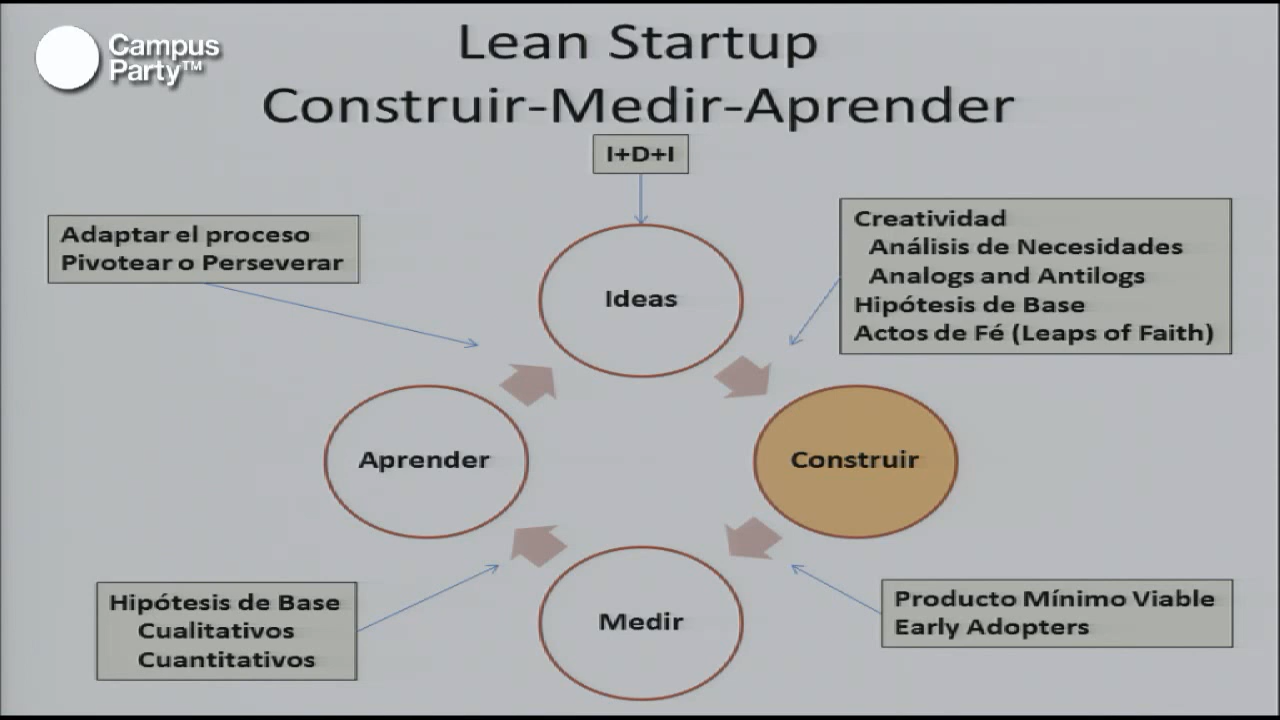 Campus
Party™
Lean Startup
Construir-Medir-Aprender
I+D+I
Adaptar el proceso
Pivotear o Perseverar
Creatividad
Análisis de Necesidades
Analogs and Antilogs
Hipótesis de Base
Actos de Fé (Leaps of Faith)
Ideas
Aprender
Construir
Medir
Hipótesis de Base
Cualitativos
Cuantitativos
Producto Mínimo Viable
Early Adopters